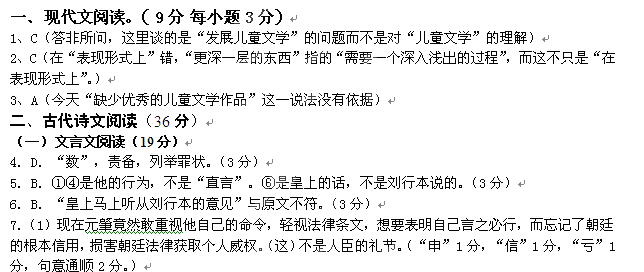 一、现代文阅读。（ 9分 每小题 3 分）
1、C（答非所问，这里谈的是“发展儿童文学”的问题而不是对“儿童文学”的理解）
2、C（在“表现形式上”错，“更深一层的东西”指的“需要一个深入浅出的过程”，而这不只是“在
表现形式上”。）
3、A（今天“缺少优秀的儿童文学作品”这一说法没有依据）
二、古代诗文阅读（36 分）
（一）文言文阅读（19 分）
4. D. “数”，责备，列举罪状。（3 分）
5. B. ①④是他的行为，不是“直言”。⑥是皇上的话，不是刘行本说的。（3 分）
6. B. “皇上马上听从刘行本的意见”与原文不符。（3 分）
7.（1）现在元肇竟然敢重视他自己的命令，轻视法律条文，想要表明自己言之必行，而忘记了朝廷
的根本信用，损害朝廷法律获取个人威权。（这）不是人臣的礼节。（“申”1 分，“信”1 分，“亏”1
分，句意通顺 2 分。）